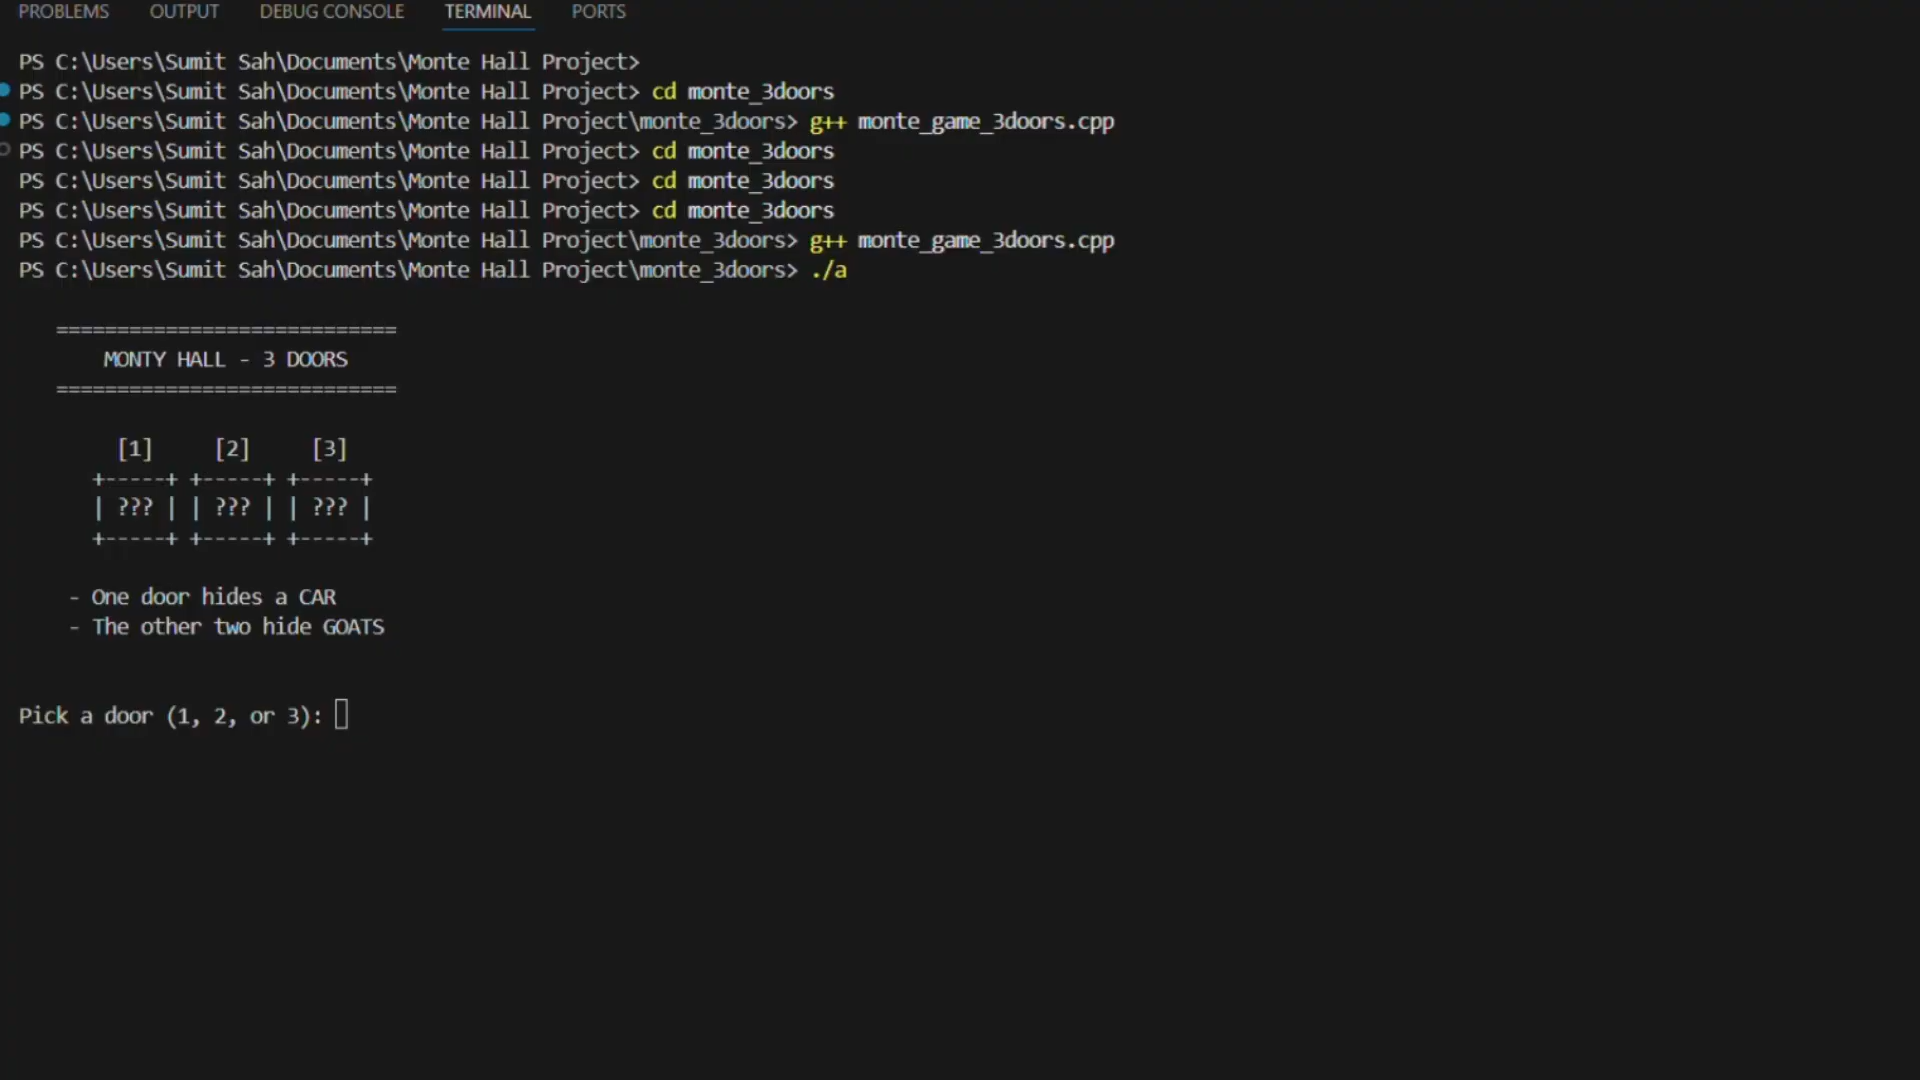 PROBLEMS OUTPUT DEBUG CONSOLE TERMINAL PORTS
PS C:\Users\Sumit Sah\Documents\Monte Hall Project>
PS C:\Users\Sumit Sah\Documents\Monte Hall Project> cd monte_3doors
PS C:\Users\Sumit Sah\Documents\Monte Hall Project\monte_3doors> g++ monte_game_3doors.cpp
PS C:\Users\Sumit Sah\Documents\Monte Hall Project> cd monte_3doors
PS C:\Users\Sumit Sah\Documents\Monte Hall Project> cd monte_3doors
PS C:\Users\Sumit Sah\Documents\Monte Hall Project> cd monte_3doors
PS C:\Users\Sumit Sah\Documents\Monte Hall Project\monte_3doors> g++ monte_game_3doors.cpp
PS C:\Users\Sumit Sah\Documents\Monte Hall Project\monte_3doors> ./a
============================
MONTY HALL - 3 DOORS
============================
[1] [2] [3]
+-----+ +-----+ +-----+
| ??? | | ??? | | ??? |
+-----+ +-----+ +-----+
- One door hides a CAR
- The other two hide GOATS
Pick a door (1, 2, or 3):